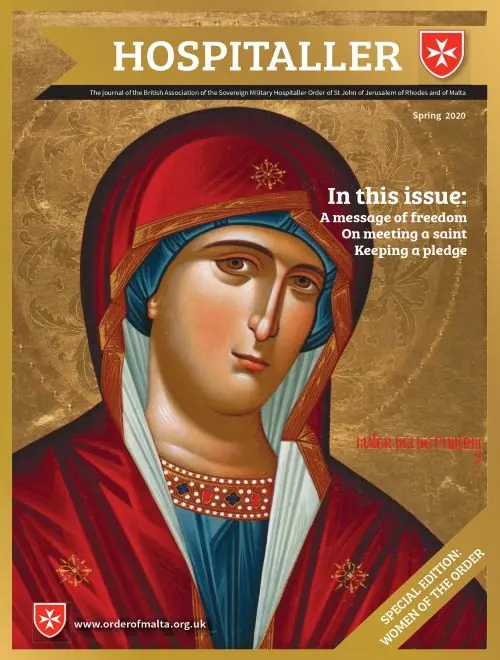 HOSPITALLER
The journal of the British Association of the Sovereign Military Hospitaller Order of St John of Jerusalem of Rhodes and of Malta
Spring 2020
In this issue:
A message of freedom
On meeting a saint
Keeping a pledge
SPECIAL EDITION:
WOMEN OF THE ORDER
www.orderofmalta.org.uk